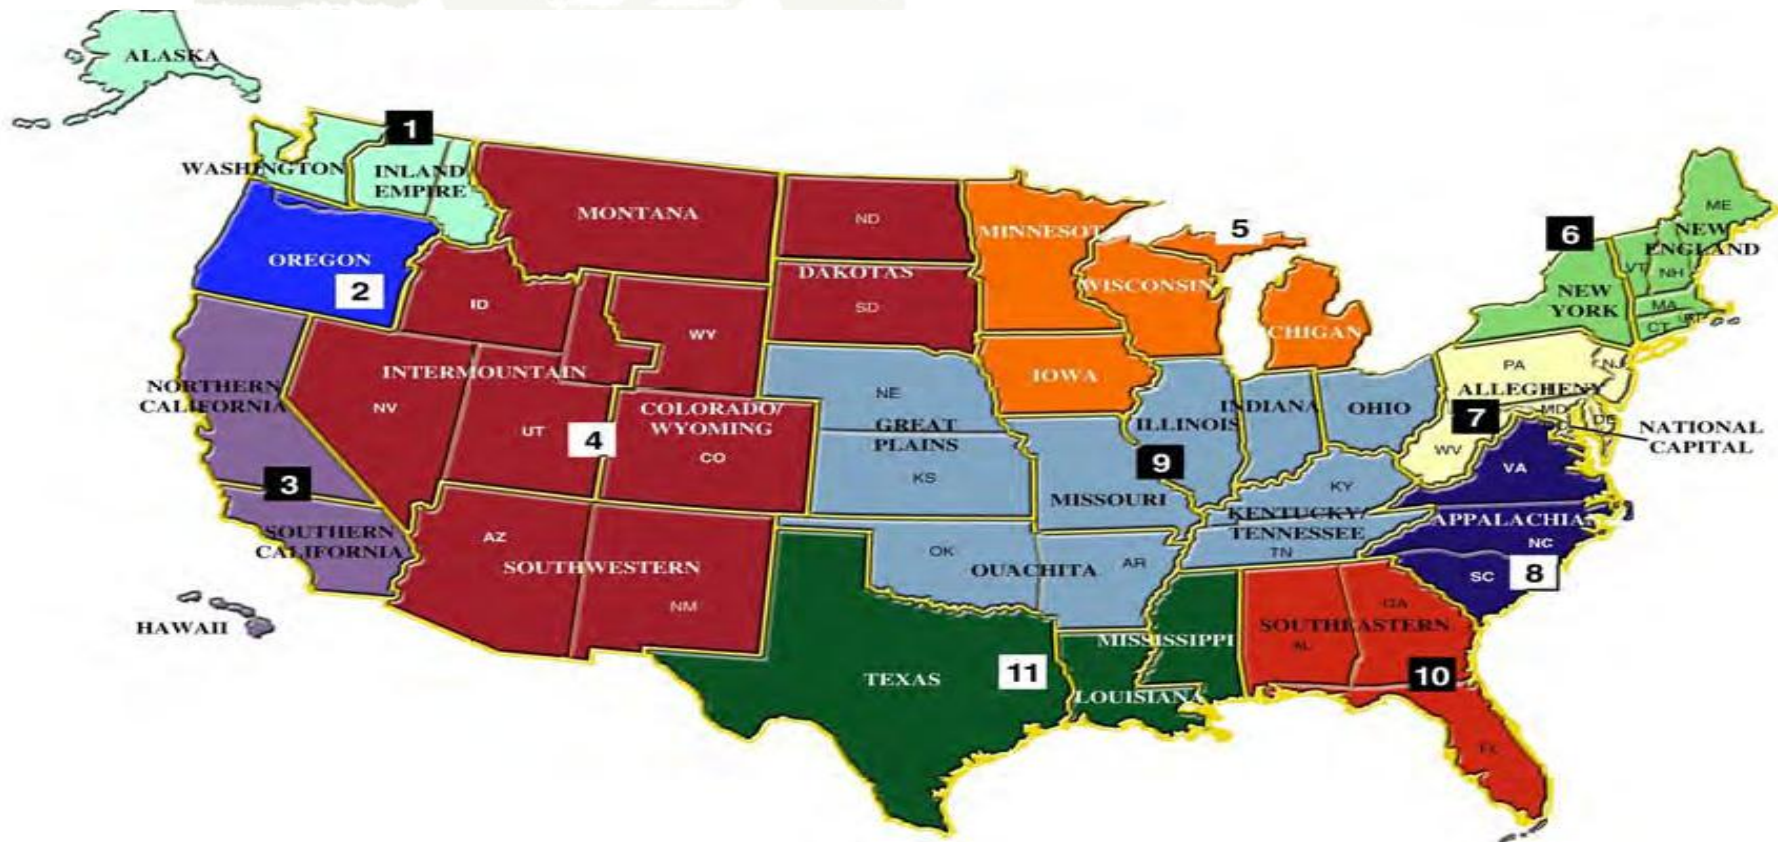 ALASKA
1
WASHINGTON
INLAND
EMPIRE
MONTANA
ND
MINNESOT
5
6
ME
NEW
ENGLAND
VT
NH
OREGON
2
DAKOTAS
SD
WISCONSIN
NEW
YORK
MA
CT
ID
WY
CHIGAN
INTERMOUNTAIN
IOWA
PA
NJ
ALLEGHENY
NORTHERN
CALIFORNIA
NV
UT
4
COLORADO/
WYOMING
CO
NE
GREAT
PLAINS
KS
ILLINOIS
INDIANA
OHIO
7
MD
DE
WV
NATIONAL
CAPITAL
3
9
MISSOURI
KY
VA
SOUTHERN
CALIFORNIA
AZ
SOUTHWESTERN
NM
OK
OUACHITA
AR
KENTUCKY/
TENNESSEE
TN
APPALACHIA
NC
SC
8
HAWAII
TEXAS
11
MISSISSIPPI
LOUISIANA
SOUTHEASTERN
GA
AL
10
FL